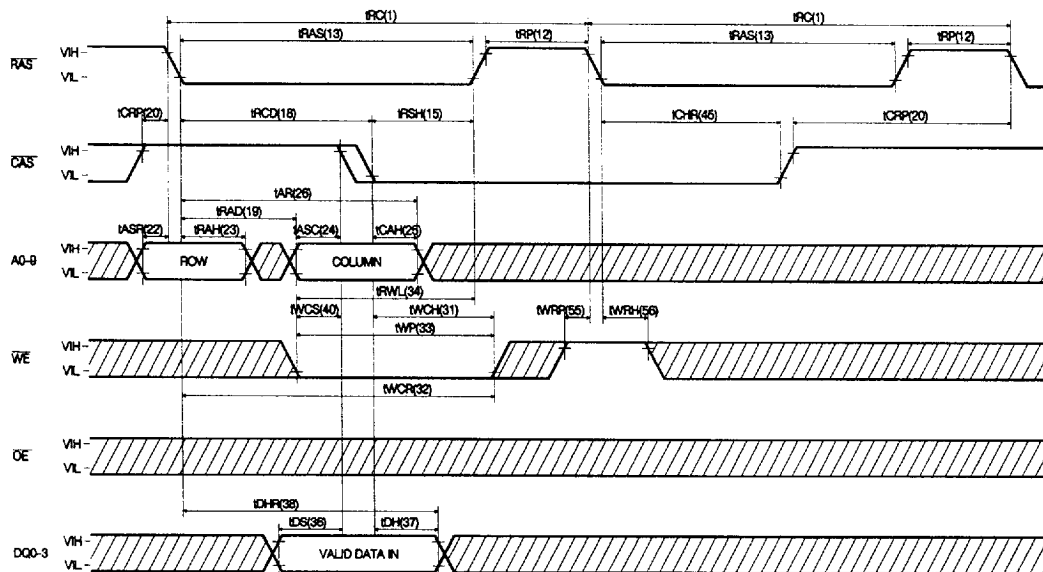 tRC(1) tRC(1)
tRAS(13) tRP(12) tRAS(13) tRP(12)
RAS VIH VIL
tCRP(20) tRCD(18) tRSH(15) tCHR(45) tCRP(20)
CAS VIH VIL
tAR(26)
tRAD(19)
tASR(22) tRAH(23) tASC(24) tCAH(25)
A0-9 VIH VIL ROW COLUMN
tRWL(34)
tWCS(40) tWCH(31) tWRP(55) tWRH(56)
tWP(33)
WE VIH VIL
tWCR(32)
OE VIH VIL
tDHR(38)
tDS(36) tDH(37)
DQ0-3 VIH VIL VALID DATA IN